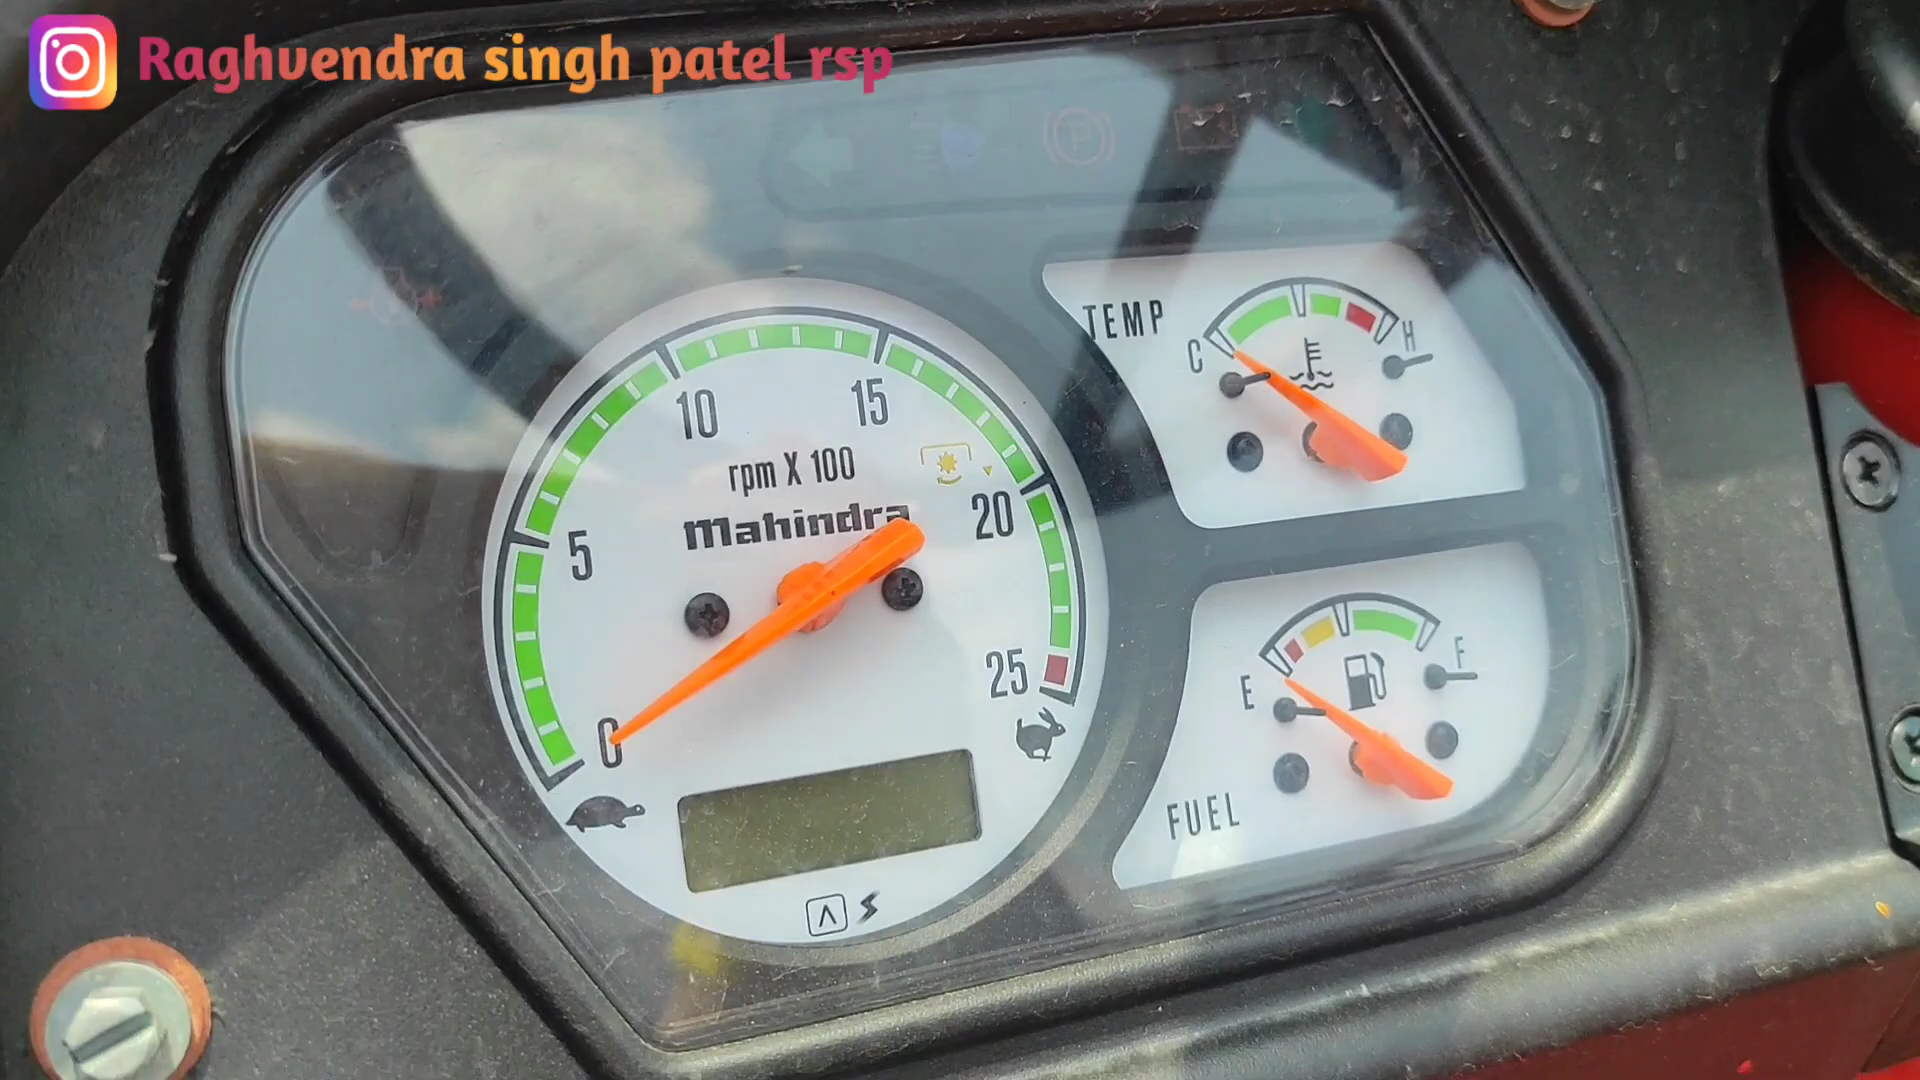 Raghvendra singh patel rsp
TEMP
C
H
10
15
rpm X 100
mahindra
5
20
0
25
E
F
FUEL
P